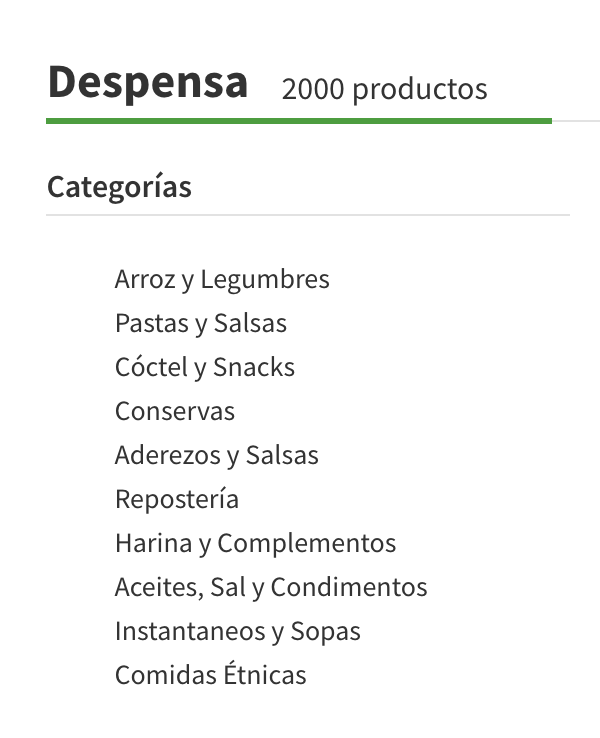 Despensa 2000 productos
Categorías
Arroz y Legumbres
Pastas y Salsas
Cóctel y Snacks
Conservas
Aderezos y Salsas
Repostería
Harina y Complementos
Aceites, Sal y Condimentos
Instantaneos y Sopas
Comidas Étnicas